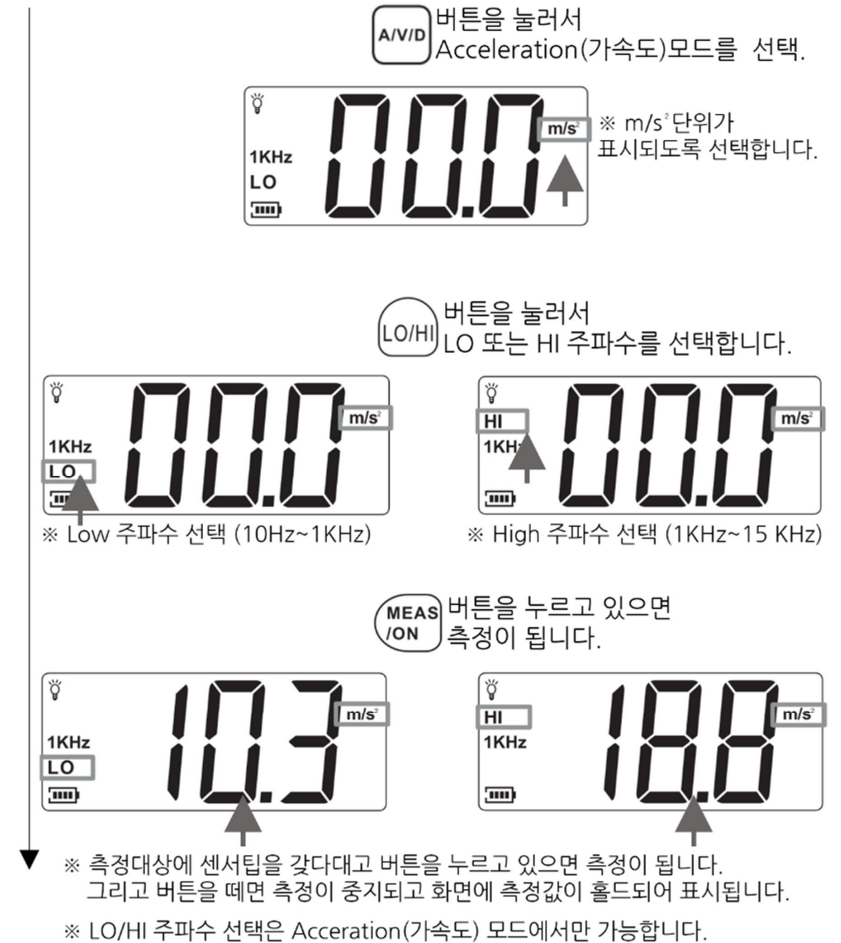 A/V/D 버튼을 눌러서
Acceleration(가속도)모드를 선택.
00.0 m/s²
1KHz
LO
※ m/s²단위가
표시되도록 선택합니다.
LO/HI 버튼을 눌러서
LO 또는 HI 주파수를 선택합니다.
00.0 m/s²
1KHz
LO
※ Low 주파수 선택 (10Hz~1KHz)
00.0 m/s²
HI
1KHz
※ High 주파수 선택 (1KHz~15 KHz)
MEAS
/ON
버튼을 누르고 있으면
측정이 됩니다.
10.3 m/s²
1KHz
LO
18.8 m/s²
HI
1KHz
※ 측정대상에 센서팁을 갖다대고 버튼을 누르고 있으면 측정이 됩니다.
그리고 버튼을 떼면 측정이 중지되고 화면에 측정값이 홀드되어 표시됩니다.
※ LO/HI 주파수 선택은 Acceration(가속도) 모드에서만 가능합니다.